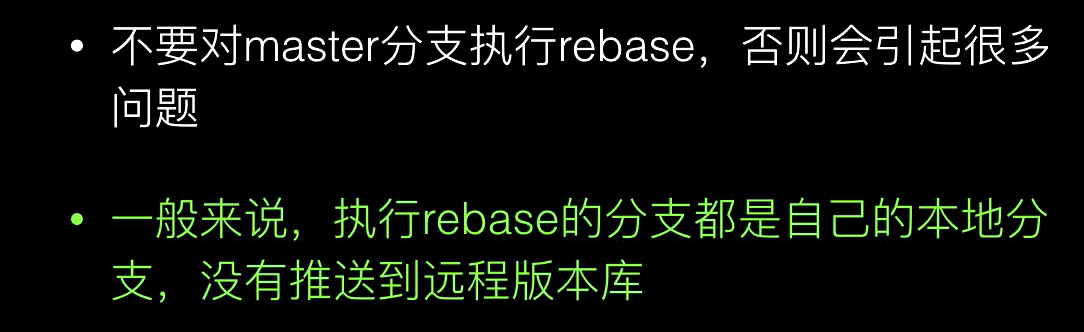 • 不要对master分支执行rebase，否则会引起很多
问题
• 一般来说，执行rebase的分支都是自己的本地分
支，没有推送到远程版本库